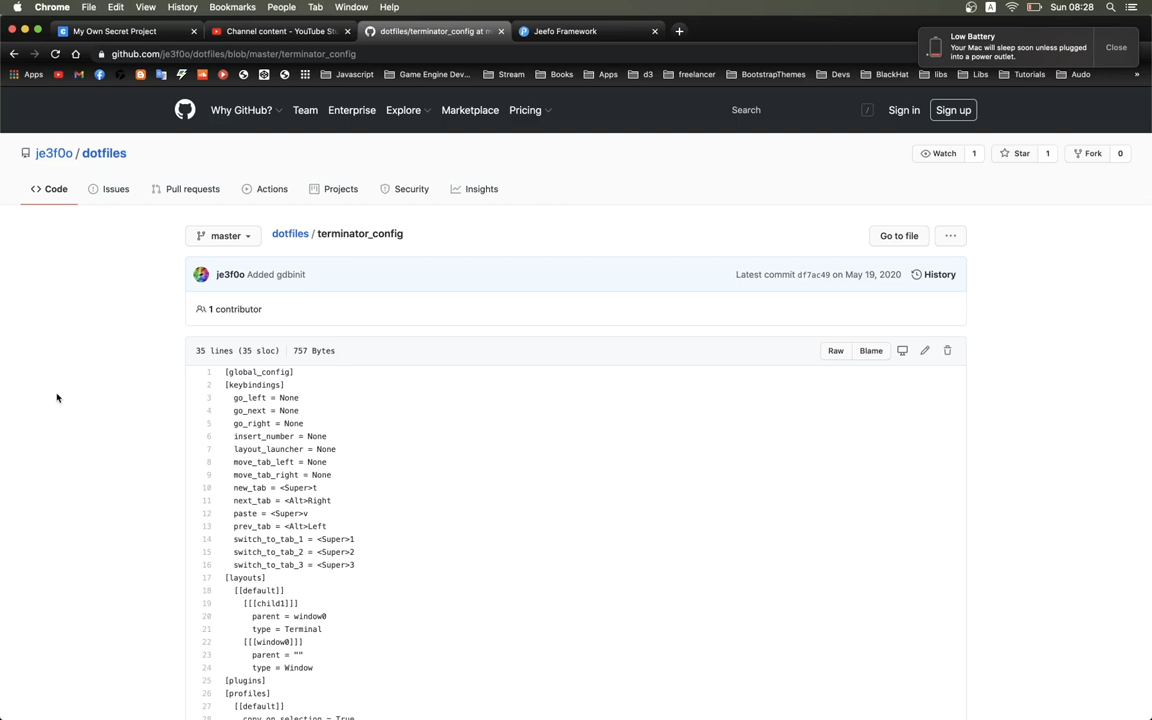 Chrome File Edit View History Bookmarks People Tab Window Help
A Sun 08:28
My Own Secret Project
Channel content - YouTube Stu
dotfiles/terminator_config at m
Jeefo Framework
Low Battery
Your Mac will sleep soon unless plugged
into a power outlet.
Close
github.com/je3f0o/dotfiles/blob/master/terminator_config
Apps Javascript Game Engine Dev... Stream Books Apps d3 freelancer BootstrapThemes Devs BlackHat libs Libs Tutorials Audo »
Why GitHub? Team Enterprise Explore Marketplace Pricing Search / Sign in Sign up
je3f0o / dotfiles
Watch 1 Star 1 Fork 0
<> Code Issues Pull requests Actions Projects Security Insights
master
dotfiles / terminator_config
Go to file ...
je3f0o Added gdbinit
Latest commit df7ac49 on May 19, 2020 History
1 contributor
35 lines (35 sloc) 757 Bytes
Raw Blame
1 [global_config]
2 [keybindings]
3 go_left = None
4 go_next = None
5 go_right = None
6 insert_number = None
7 layout_launcher = None
8 move_tab_left = None
9 move_tab_right = None
10 new_tab = <Super>t
11 next_tab = <Alt>Right
12 paste = <Super>v
13 prev_tab = <Alt>Left
14 switch_to_tab_1 = <Super>1
15 switch_to_tab_2 = <Super>2
16 switch_to_tab_3 = <Super>3
17 [layouts]
18 [[default]]
19 [[[child1]]]
20 parent = window0
21 type = Terminal
22 [[[window0]]]
23 parent = ""
24 type = Window
25 [plugins]
26 [profiles]
27 [[default]]
28 copy_on_selection = True